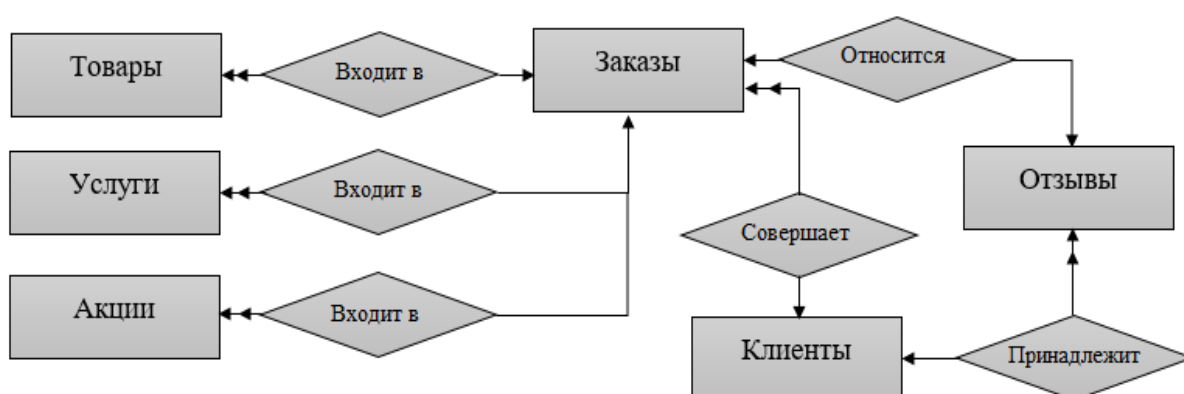 Товары
Входит в
Заказы
Относится
Услуги
Входит в
Отзывы
Совершает
Акции
Входит в
Клиенты
Принадлежит